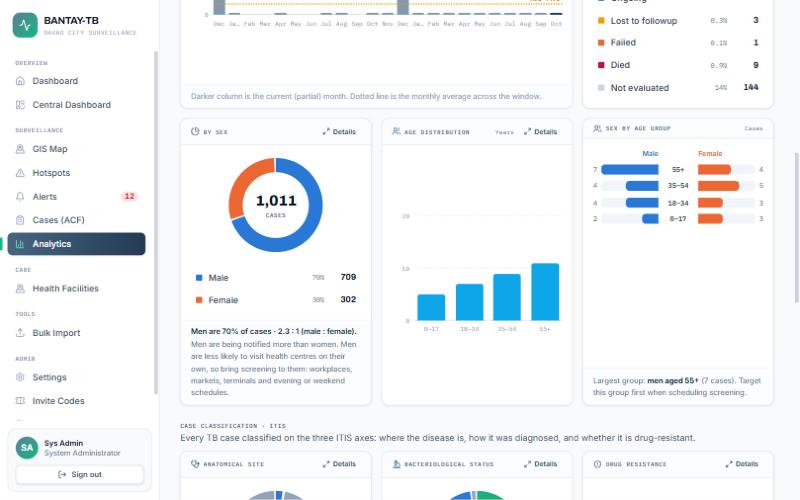 BANTAY-TB
DAVAO CITY SURVEILLANCE
OVERVIEW
Dashboard
Central Dashboard
SURVEILLANCE
GIS Map
Hotspots
Alerts 12
Cases (ACF)
Analytics
CARE
Health Facilities
TOOLS
Bulk Import
ADMIN
Settings
Invite Codes
SA Sys Admin
System Administrator
Sign out
0
Dec Ja… Feb Mar Apr May Jun Jul Aug Sep Oct Nov Dec Ja… Feb Mar Apr May Jun Jul Aug Sep Oct
Darker column is the current (partial) month. Dotted line is the monthly average across the window.
Lost to followup 0.3% 3
Failed 0.1% 1
Died 0.9% 9
Not evaluated 14% 144
BY SEX Details
1,011
CASES
Male 70% 709
Female 30% 302
Men are 70% of cases · 2.3 : 1 (male : female).
Men are being notified more than women. Men
are less likely to visit health centres on their
own, so bring screening to them: workplaces,
markets, terminals and evening or weekend
schedules.
AGE DISTRIBUTION Years Details
20
10
0
0–17 18–34 35–54 55+
SEX BY AGE GROUP Cases
Male Female
7 55+ 4
4 35–54 5
4 18–34 3
2 0–17 3
Largest group: men aged 55+ (7 cases). Target
this group first when scheduling screening.
CASE CLASSIFICATION · ITIS
Every TB case classified on the three ITIS axes: where the disease is, how it was diagnosed, and whether it is drug-resistant.
ANATOMICAL SITE Details
BACTERIOLOGICAL STATUS Details
DRUG RESISTANCE Details